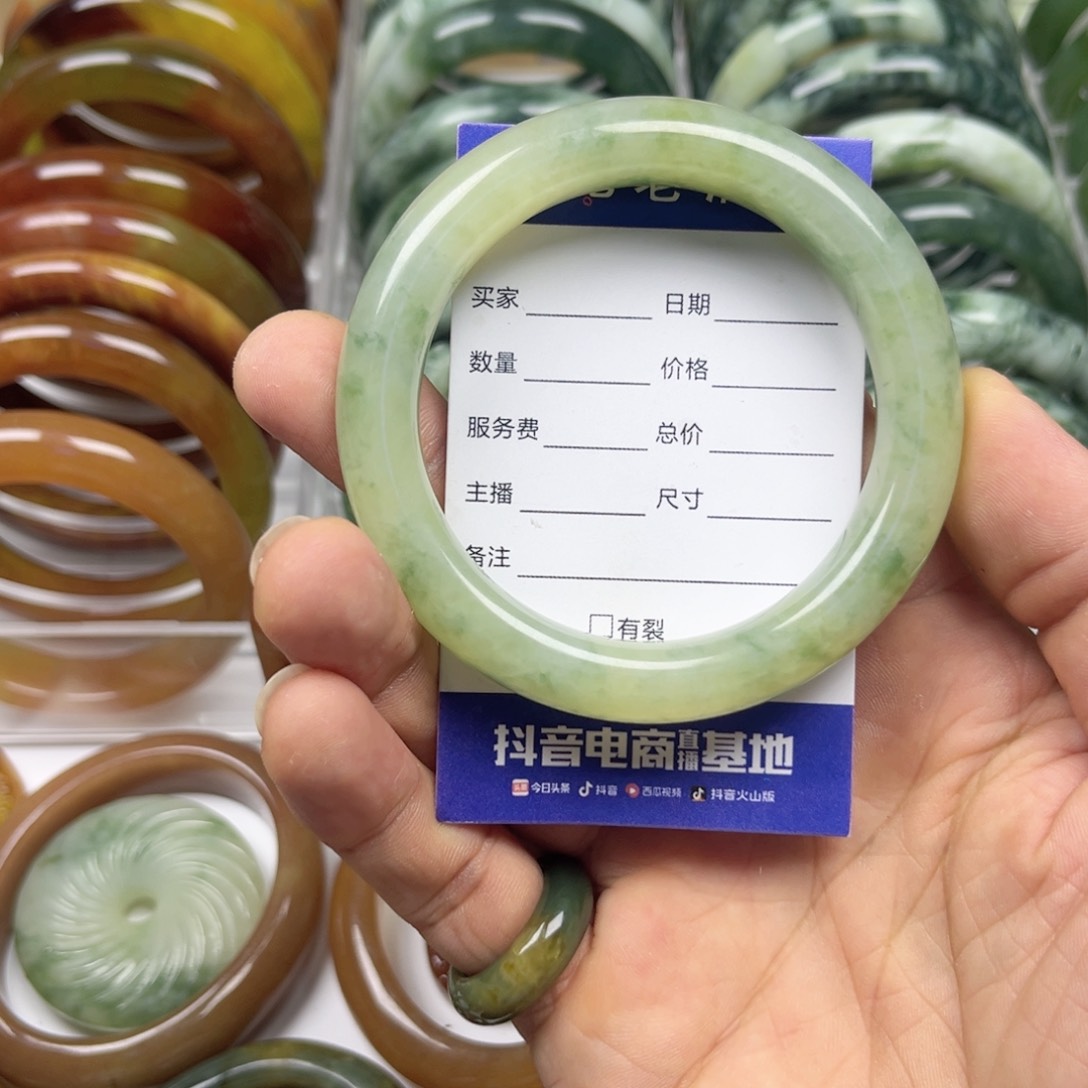 买家 日期
数量 价格
服务费 总价
主播 尺寸
备注
有裂
抖音电商直播基地
头条 今日头条 抖音 西瓜视频 抖音火山版